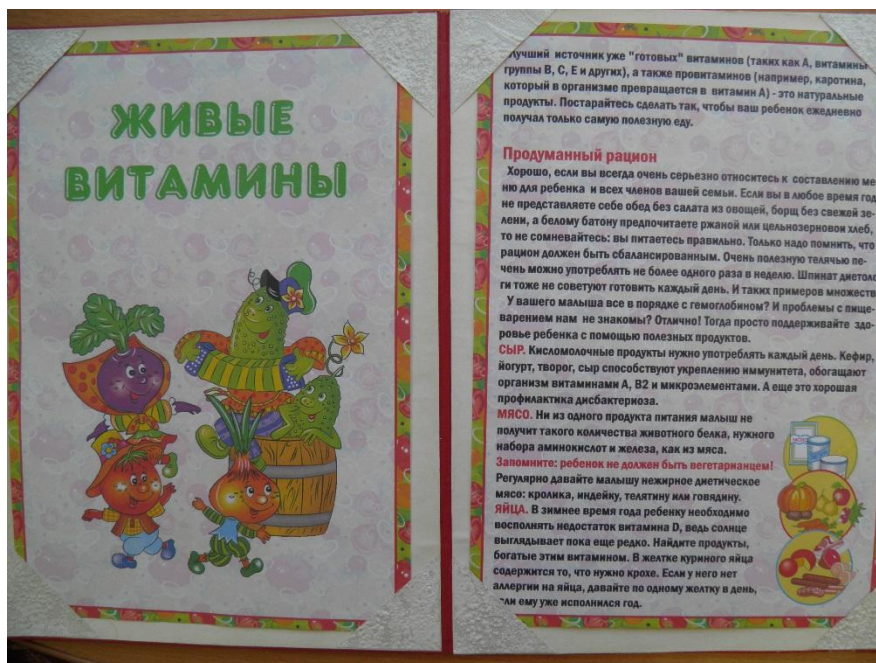 ЖИВЫЕ
ВИТАМИНЫ
источник уже "готовых" витаминов (таких как А, витамины
группы В, С, Е и других), а также провитаминов (например, каротина,
который в организме превращается в витамин А) - это натуральные
продукты. Постарайтесь сделать так, чтобы ваш ребенок ежедневно
получал только самую полезную еду.
Продуманный рацион
Хорошо, если вы всегда очень серьезно относитесь к составлению ме
ню для ребенка и всех членов вашей семьи. Если вы в любое время год
не представляете себе обед без салата из овощей, борщ без свежей зе-
лени, а белому батону предпочитаете ржаной или цельнозерновои хлеб,
то не сомневайтесь: вы питаетесь правильно. Только надо помнить, что
рацион должен быть сбалансированным. Очень полезную телячью пе-
чень можно употреблять не более одного раза в неделю. Шпинат диетоло
ги тоже не советуют готовить каждый день. И таких примеров множеств
У вашего малыша все в порядке с гемоглобином? И проблемы с пище-
варением нам не знакомы? Отлично! Тогда просто поддерживайте здо-
ровье ребенка с помощью полезных продуктов.
СЫР. Кисломолочные продукты нужно употреблять каждый день. Кефир,
йогурт, творог, сыр способствуют укреплению иммунитета, обогащают
организм витаминами А, В2 и микроэлементами. А еще это хорошая
профилактика дисбактериоза.
МЯСО. Ни из одного продукта питания малыш не
получит такого количества животного белка, нужного
набора аминокислот и железа, как из мяса.
Запомните: ребенок не должен быть вегетарианцем!
Регулярно давайте малышу нежирное диетическое
мясо: кролика, индейку, телятину или говядину.
ЯЙЦА. В зимнее время года ребенку необходимо
восполнять недостаток витамина D, ведь солнце
выглядывает пока еще редко. Найдите продукты,
богатые этим витамином. В желтке куриного яйца
содержится то, что нужно крохе. Если у него нет
аллергии на яйца, давайте по одному желтку в день,
ему уже исполнился год.